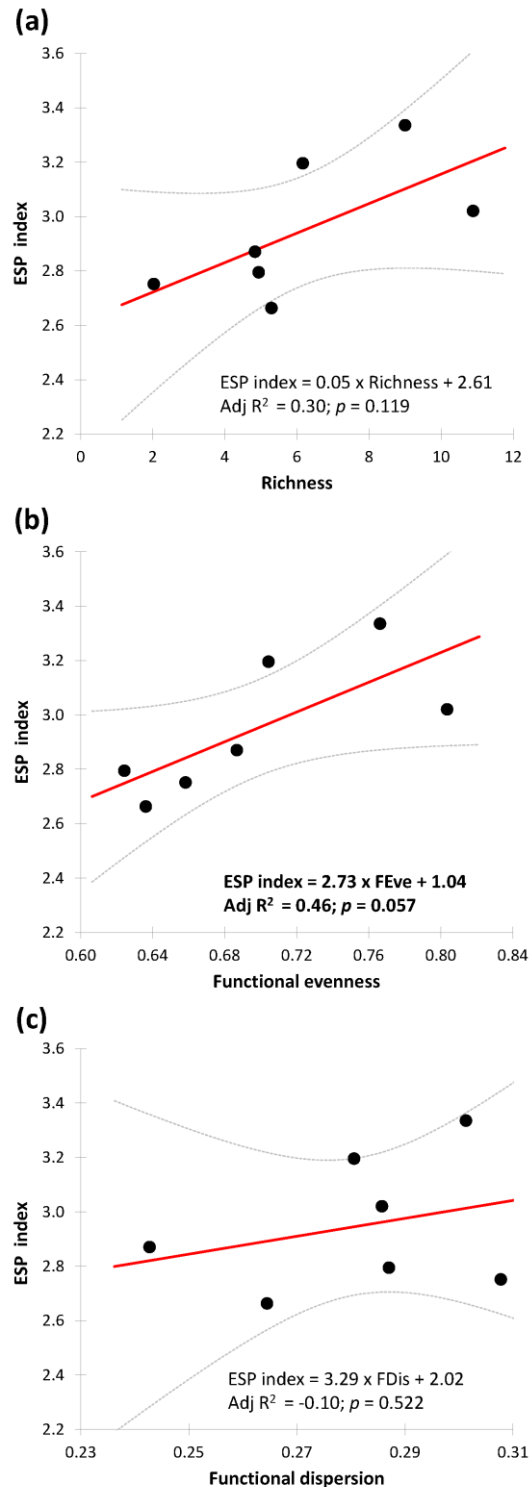 (a)
3.6
3.4
3.2
3.0
2.8
2.6
2.4
2.2
ESP index
ESP index = 0.05 x Richness + 2.61
Adj R² = 0.30; p = 0.119
0 2 4 6 8 10 12
Richness
(b)
3.6
3.4
3.2
3.0
2.8
2.6
2.4
2.2
ESP index
ESP index = 2.73 x FEve + 1.04
Adj R² = 0.46; p = 0.057
0.60 0.64 0.68 0.72 0.76 0.80 0.84
Functional evenness
(c)
3.6
3.4
3.2
3.0
2.8
2.6
2.4
2.2
ESP index
ESP index = 3.29 x FDis + 2.02
Adj R² = -0.10; p = 0.522
0.23 0.25 0.27 0.29 0.31
Functional dispersion